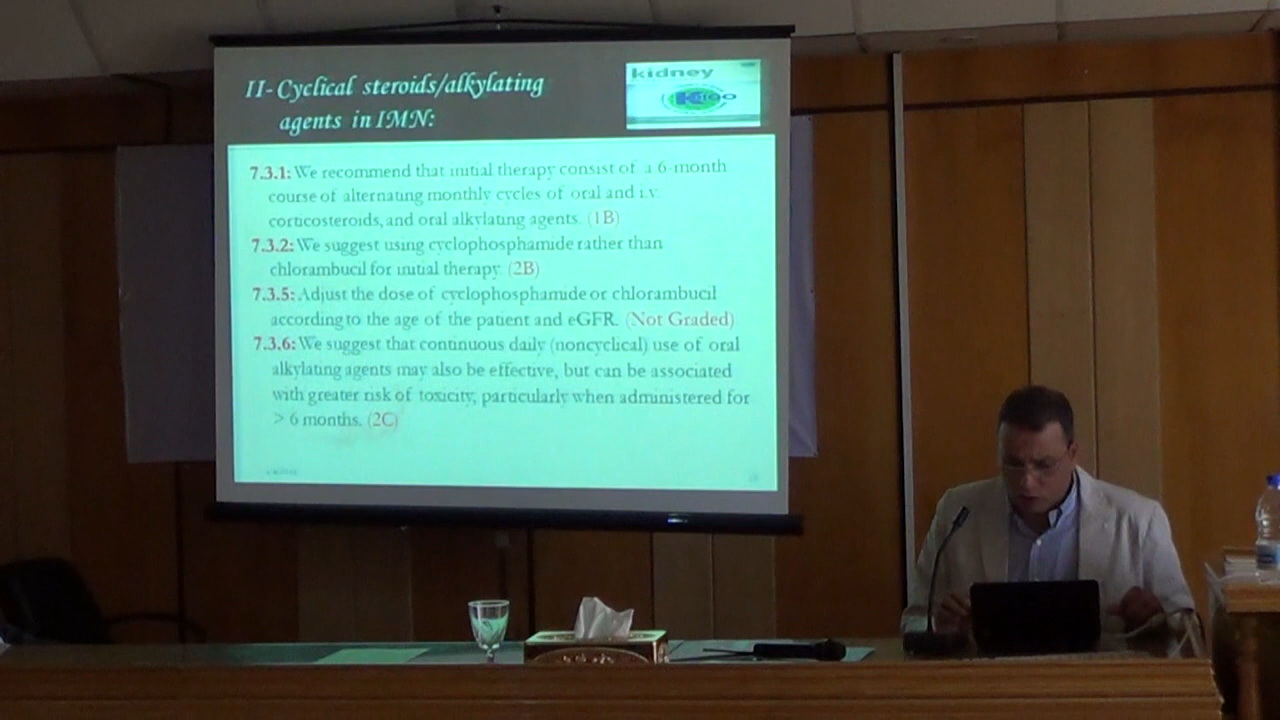 II- Cyclical steroids/alkylating
agents in IMN:
kidney
KDIGO
7.3.1: We recommend that initial therapy consist of a 6-month
course of alternating monthly cycles of oral and i.v.
corticosteroids, and oral alkylating agents. (1B)
7.3.2: We suggest using cyclophosphamide rather than
chlorambucil for initial therapy. (2B)
7.3.5: Adjust the dose of cyclophosphamide or chlorambucil
according to the age of the patient and eGFR. (Not Graded)
7.3.6: We suggest that continuous daily (noncyclical) use of oral
alkylating agents may also be effective, but can be associated
with greater risk of toxicity, particularly when administered for
> 6 months. (2C)